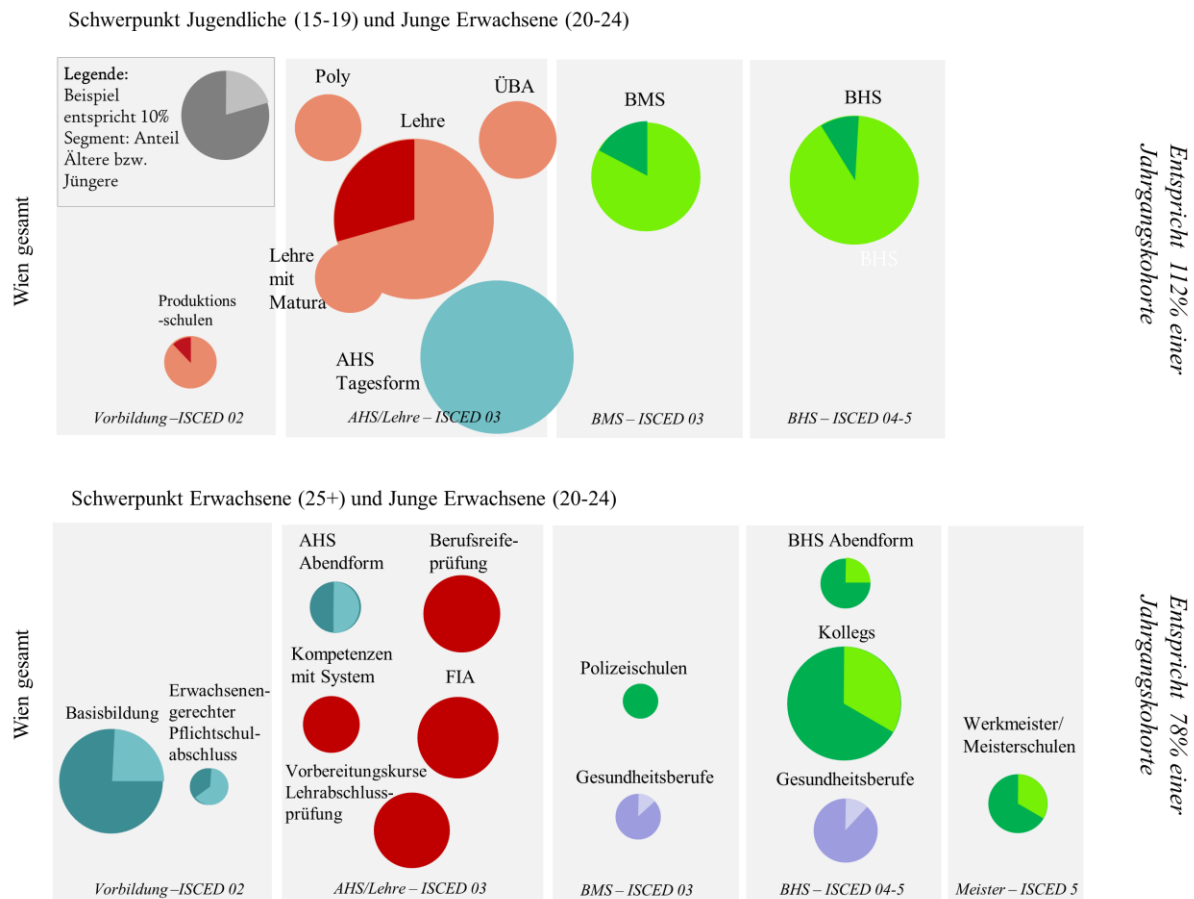 Schwerpunkt Jugendliche (15-19) und Junge Erwachsene (20-24)
Legende:
Beispiel
entspricht 10%
Segment: Anteil
Ältere bzw.
Jüngere
Poly
ÜBA
Lehre
Lehre
mit
Matura
AHS
Tagesform
BMS
BHS
BHS
Produktions
-schulen
Vorbildung –ISCED 02
AHS/Lehre – ISCED 03
BMS – ISCED 03
BHS – ISCED 04-5
Wien gesamt
Entspricht 112% einer
Jahrgangskohorte
Schwerpunkt Erwachsene (25+) und Junge Erwachsene (20-24)
Basisbildung
Erwachsenen-
gerechter
Pflichtschul-
abschluss
AHS
Abendform
Berufsreife-
prüfung
Kompetenzen
mit System
FIA
Vorbereitungskurse
Lehrabschluss-
prüfung
Polizeischulen
Gesundheitsberufe
BHS Abendform
Kollegs
Gesundheitsberufe
Werkmeister/
Meisterschulen
Vorbildung –ISCED 02
AHS/Lehre – ISCED 03
BMS – ISCED 03
BHS – ISCED 04-5
Meister – ISCED 5
Wien gesamt
Entspricht 78% einer
Jahrgangskohorte